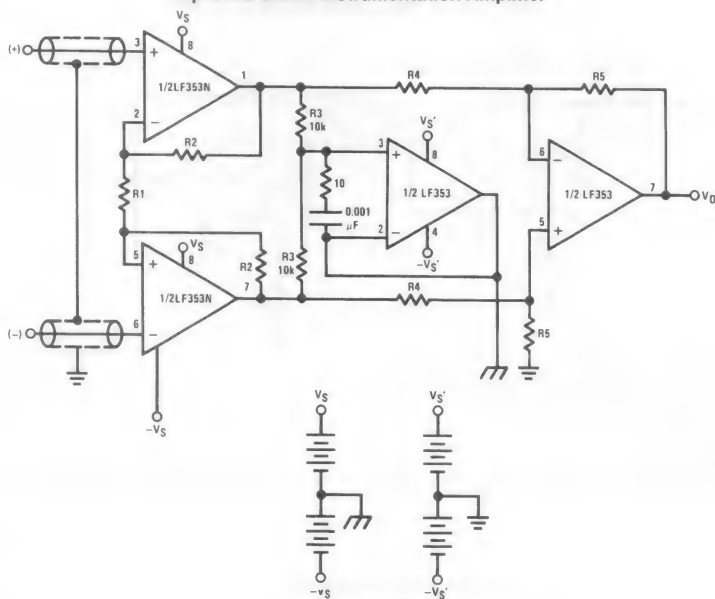 Instrumentation Amplifier
VS
8
(+)
3
+
1/2LF353N
1
2
−
R2
R1
R3
10k
R4
R5
VS'
8
3
+
10
1/2 LF353
0.001
μF
2
−
4
−VS'
6
−
1/2 LF353
7
VO
5
+
VS
8
5
+
R2
R3
10k
1/2LF353N
7
R4
(−)
6
−
R5
−VS
VS
VS'
−VS
−VS'